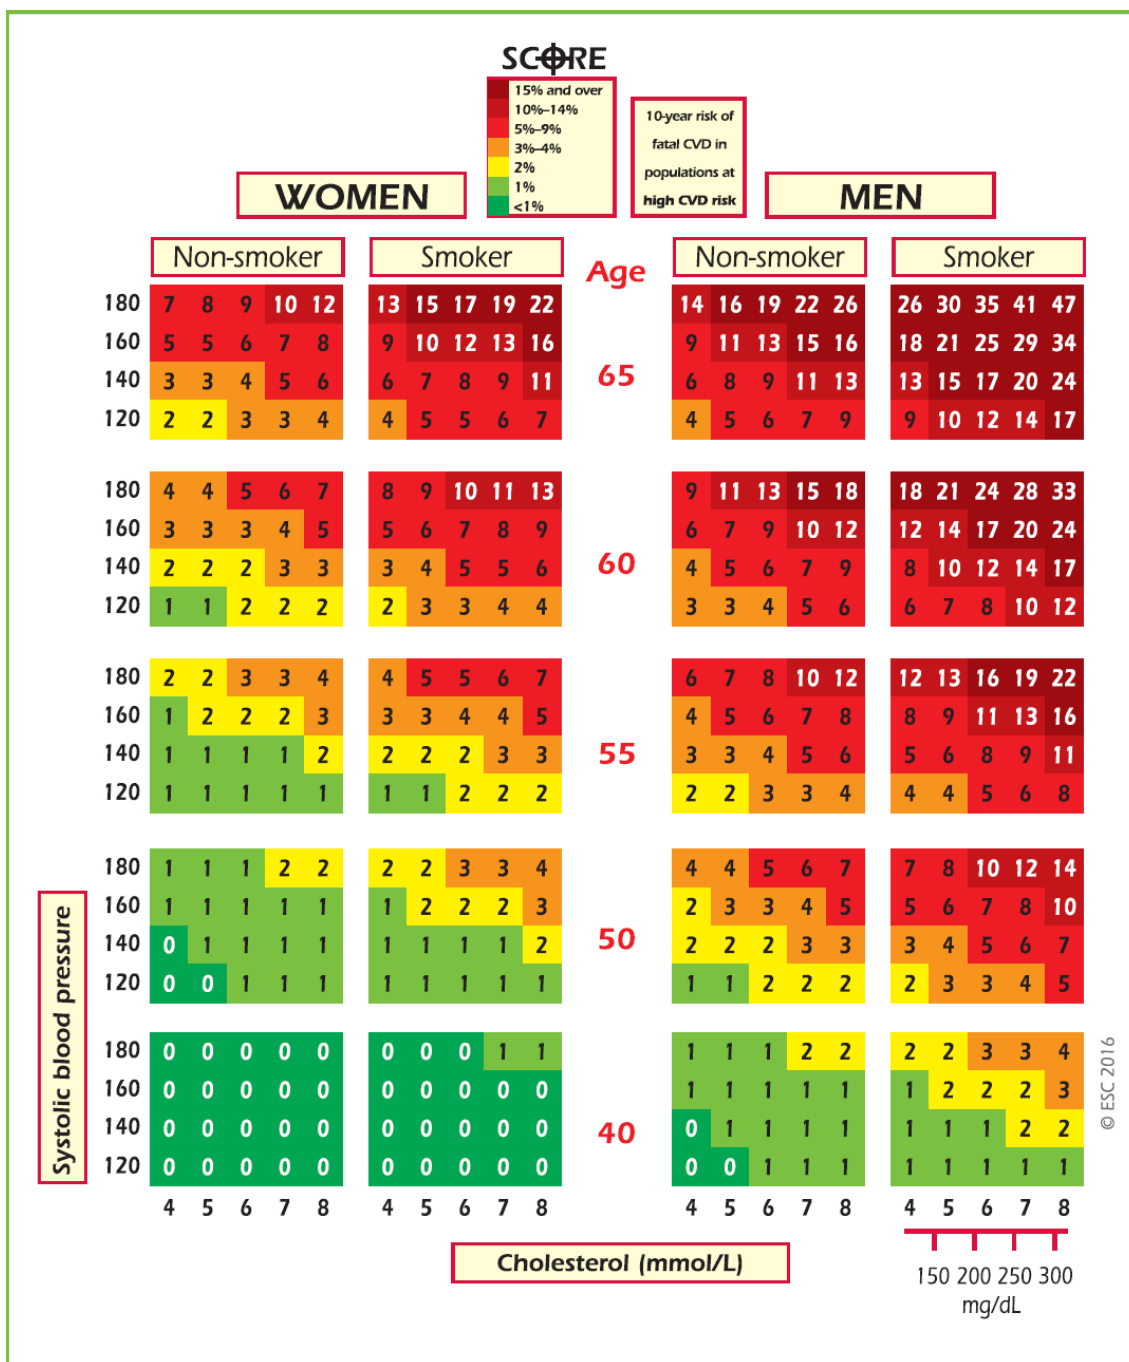 SCORE
15% and over
10%–14%
5%–9%
3%–4%
2%
1%
<1%
10-year risk of
fatal CVD in
populations at
high CVD risk
WOMEN
MEN
Non-smoker Smoker Age Non-smoker Smoker
180 7 8 9 10 12 13 15 17 19 22 14 16 19 22 26 26 30 35 41 47
160 5 5 6 7 8 9 10 12 13 16 9 11 13 15 16 18 21 25 29 34
65
140 3 3 4 5 6 6 7 8 9 11 6 8 9 11 13 13 15 17 20 24
120 2 2 3 3 4 4 5 5 6 7 4 5 6 7 9 9 10 12 14 17
180 4 4 5 6 7 8 9 10 11 13 9 11 13 15 18 18 21 24 28 33
160 3 3 3 4 5 5 6 7 8 9 6 7 9 10 12 12 14 17 20 24
60
140 2 2 2 3 3 3 4 5 5 6 4 5 6 7 9 8 10 12 14 17
120 1 1 2 2 2 2 3 3 4 4 3 3 4 5 6 6 7 8 10 12
180 2 2 3 3 4 4 5 5 6 7 6 7 8 10 12 12 13 16 19 22
160 1 2 2 2 3 3 3 4 4 5 4 5 6 7 8 8 9 11 13 16
55
140 1 1 1 1 2 2 2 2 3 3 3 3 4 5 6 5 6 8 9 11
120 1 1 1 1 1 1 1 2 2 2 2 2 3 3 4 4 4 5 6 8
180 1 1 1 2 2 2 2 3 3 4 4 4 5 6 7 7 8 10 12 14
160 1 1 1 1 1 1 2 2 2 3 2 3 3 4 5 5 6 7 8 10
50
140 0 1 1 1 1 1 1 1 1 2 2 2 2 3 3 3 4 5 6 7
120 0 0 1 1 1 1 1 1 1 1 1 1 2 2 2 2 3 3 4 5
180 0 0 0 0 0 0 0 0 1 1 1 1 1 2 2 2 2 3 3 4
160 0 0 0 0 0 0 0 0 0 0 1 1 1 1 1 1 2 2 2 3
40
140 0 0 0 0 0 0 0 0 0 0 0 1 1 1 1 1 1 1 2 2
120 0 0 0 0 0 0 0 0 0 0 0 0 1 1 1 1 1 1 1 1
4 5 6 7 8 4 5 6 7 8 4 5 6 7 8 4 5 6 7 8
Systolic blood pressure
Cholesterol (mmol/L)
150 200 250 300
mg/dL
© ESC 2016